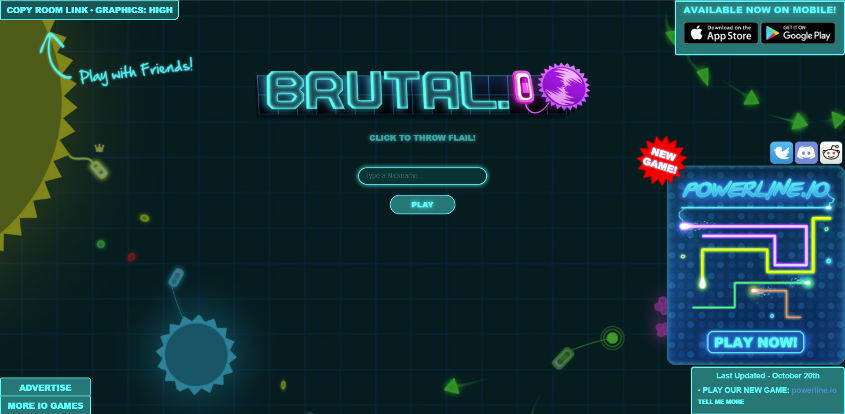 COPY ROOM LINK • GRAPHICS: HIGH
Play with Friends!
BRUTAL.IO
CLICK TO THROW FLAIL!
Type a Nickname...
PLAY
AVAILABLE NOW ON MOBILE!
Download on the
App Store
GET IT ON
Google Play
NEW
GAME!
POWERLINE.IO
PLAY NOW!
Last Updated - October 20th
• PLAY OUR NEW GAME: powerline.io
TELL ME MORE
ADVERTISE
MORE IO GAMES